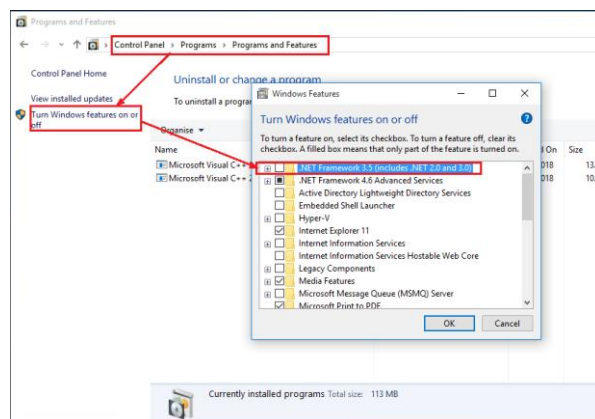 Programs and Features
Control Panel > Programs > Programs and Features
Control Panel Home
View installed updates
Turn Windows features on or off
Uninstall or change a program
To uninstall a program
Organise
Name
Microsoft Visual C++
Microsoft Visual C++ 2
l On
Size
018
13.
018
10.
Windows Features
Turn Windows features on or off
To turn a feature on, select its checkbox. To turn a feature off, clear its
checkbox. A filled box means that only part of the feature is turned on.
.NET Framework 3.5 (includes .NET 2.0 and 3.0)
.NET Framework 4.6 Advanced Services
Active Directory Lightweight Directory Services
Embedded Shell Launcher
Hyper-V
Internet Explorer 11
Internet Information Services
Internet Information Services Hostable Web Core
Legacy Components
Media Features
Microsoft Message Queue (MSMQ) Server
Microsoft Print to PDF
OK
Cancel
Currently installed programs Total size: 113 MB